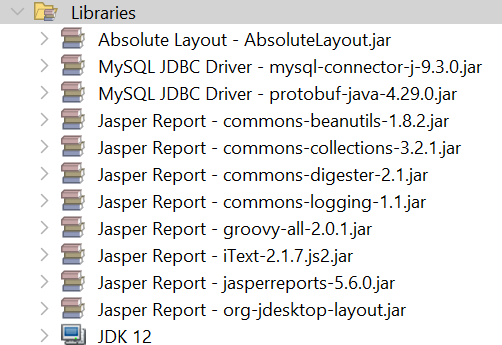 Libraries
Absolute Layout - AbsoluteLayout.jar
MySQL JDBC Driver - mysql-connector-j-9.3.0.jar
MySQL JDBC Driver - protobuf-java-4.29.0.jar
Jasper Report - commons-beanutils-1.8.2.jar
Jasper Report - commons-collections-3.2.1.jar
Jasper Report - commons-digester-2.1.jar
Jasper Report - commons-logging-1.1.jar
Jasper Report - groovy-all-2.0.1.jar
Jasper Report - iText-2.1.7.js2.jar
Jasper Report - jasperreports-5.6.0.jar
Jasper Report - org-jdesktop-layout.jar
JDK 12